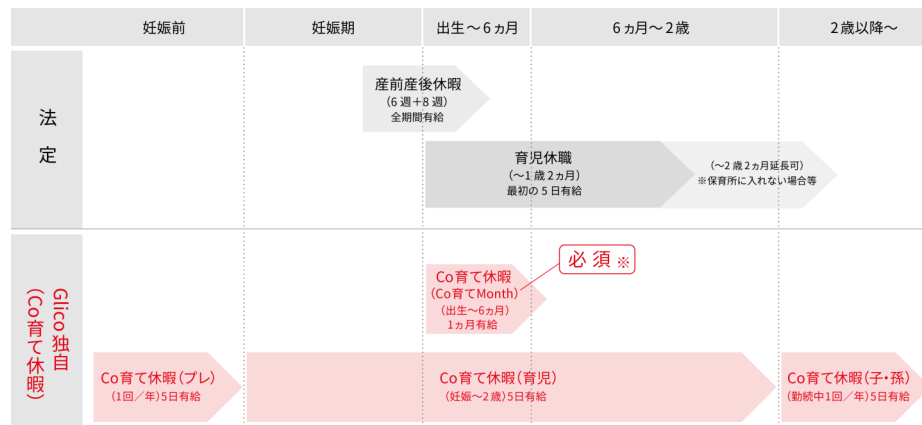 妊娠前
妊娠期
出生～6ヵ月
6ヵ月～2歳
2歳以降～
法定
産前産後休暇
（6週＋8週）
全期間有給
育児休職
（～1歳2ヵ月）
最初の5日有給
（～2歳2ヵ月延長可）
※保育所に入れない場合等
Glico独自
（Co育て休暇）
Co育て休暇
（Co育てMonth）
（出生～6ヵ月）
1ヵ月有給
必須※
Co育て休暇（プレ）
（1回／年）5日有給
Co育て休暇（育児）
（妊娠～2歳）5日有給
Co育て休暇（子・孫）
（勤続中1回／年）5日有給